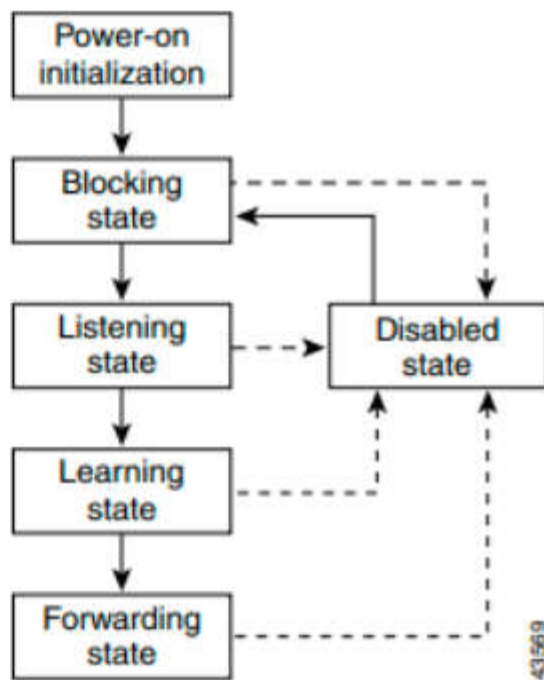 Power-on
initialization
Blocking
state
Listening
state
Disabled
state
Learning
state
Forwarding
state
43569